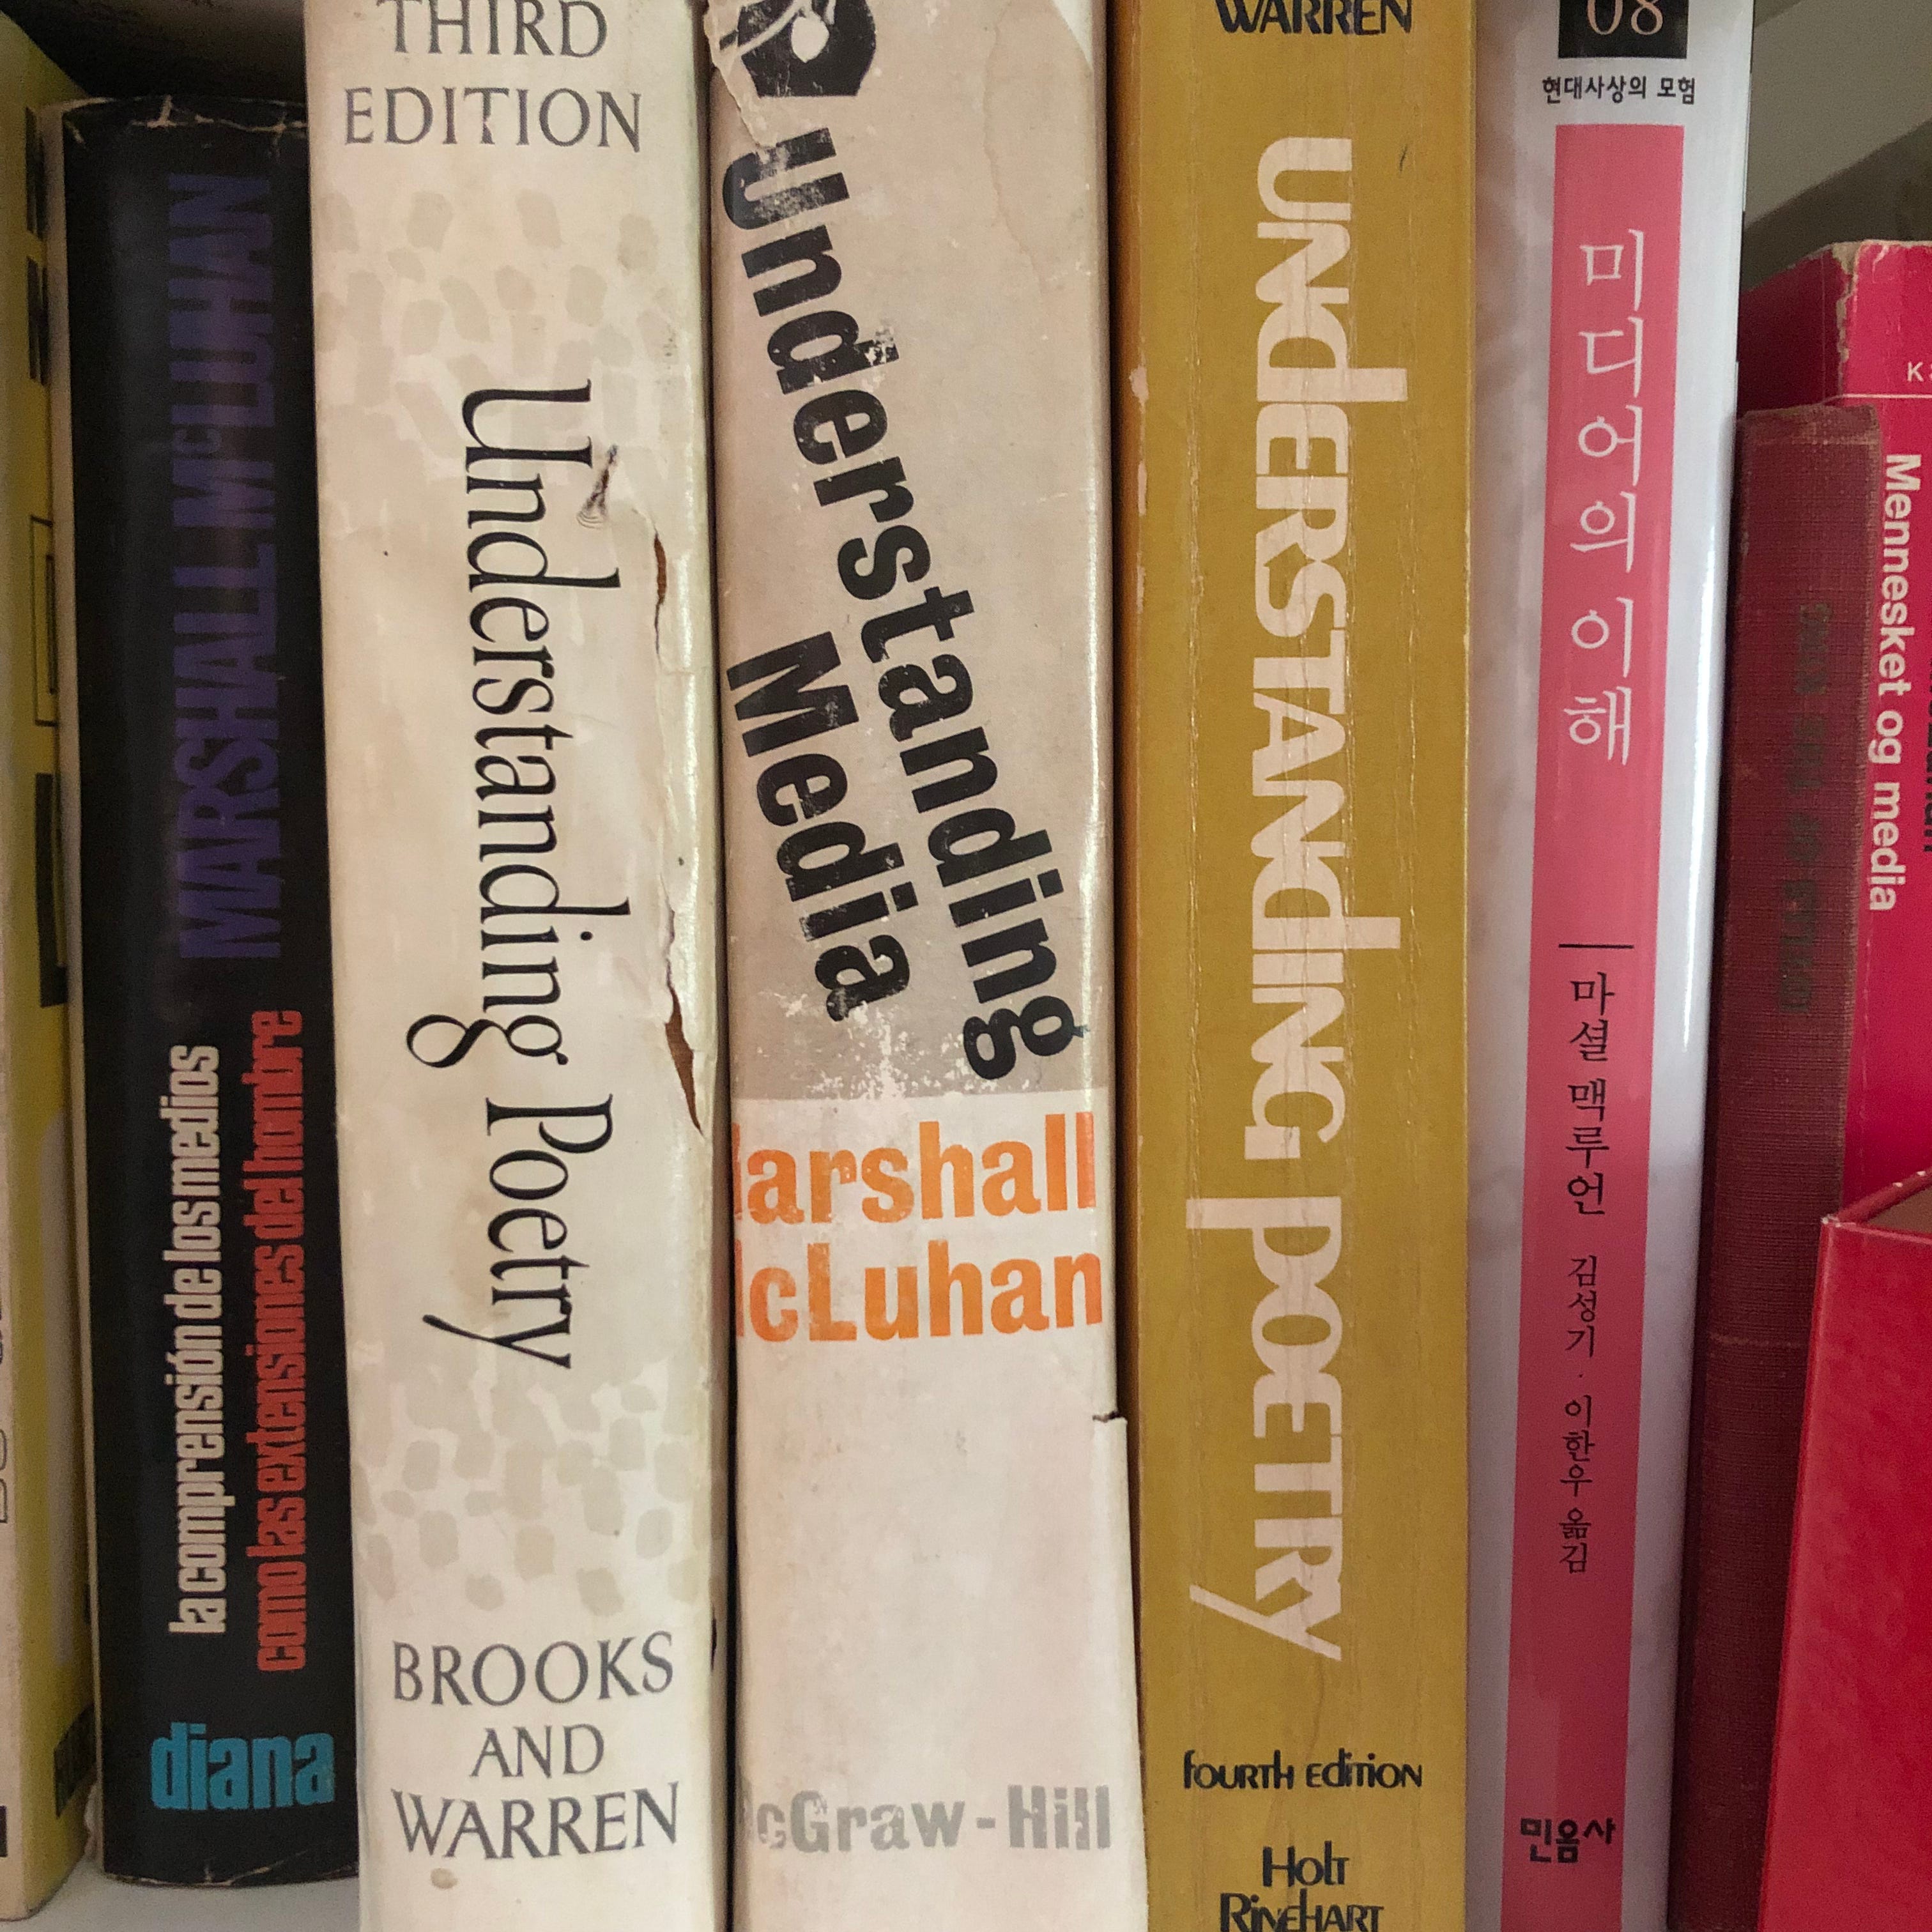 MARSHALL McLUHAN
la comprensión de los medios
como las extensiones del hombre
diana
THIRD
EDITION
Understanding Poetry
BROOKS
AND
WARREN
Understanding
Media
arshall
cLuhan
cGraw-Hill
WARREN
UNdERSTANdING POETRY
fourth edition
Holt
RINEHART
08
현대사상의 모험
미디어의 이해
마셜 맥루언
김성기·이한우 옮김
민음사
Mennesket og media